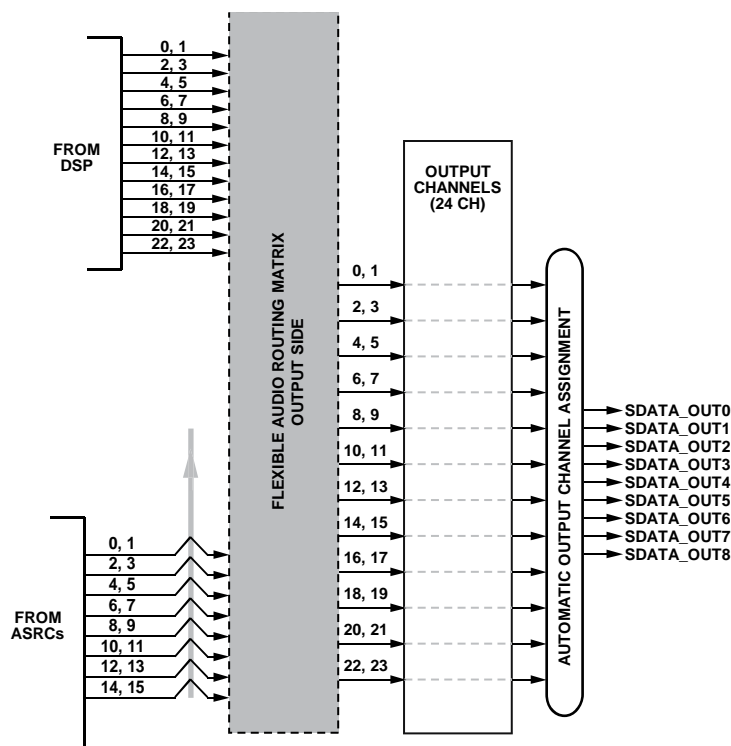 FROM
DSP
0, 1
2, 3
4, 5
6, 7
8, 9
10, 11
12, 13
14, 15
16, 17
18, 19
20, 21
22, 23
FROM
ASRCs
0, 1
2, 3
4, 5
6, 7
8, 9
10, 11
12, 13
14, 15
FLEXIBLE AUDIO ROUTING MATRIX
OUTPUT SIDE
0, 1
2, 3
4, 5
6, 7
8, 9
10, 11
12, 13
14, 15
16, 17
18, 19
20, 21
22, 23
OUTPUT
CHANNELS
(24 CH)
AUTOMATIC OUTPUT CHANNEL ASSIGNMENT
SDATA_OUT0
SDATA_OUT1
SDATA_OUT2
SDATA_OUT3
SDATA_OUT4
SDATA_OUT5
SDATA_OUT6
SDATA_OUT7
SDATA_OUT8